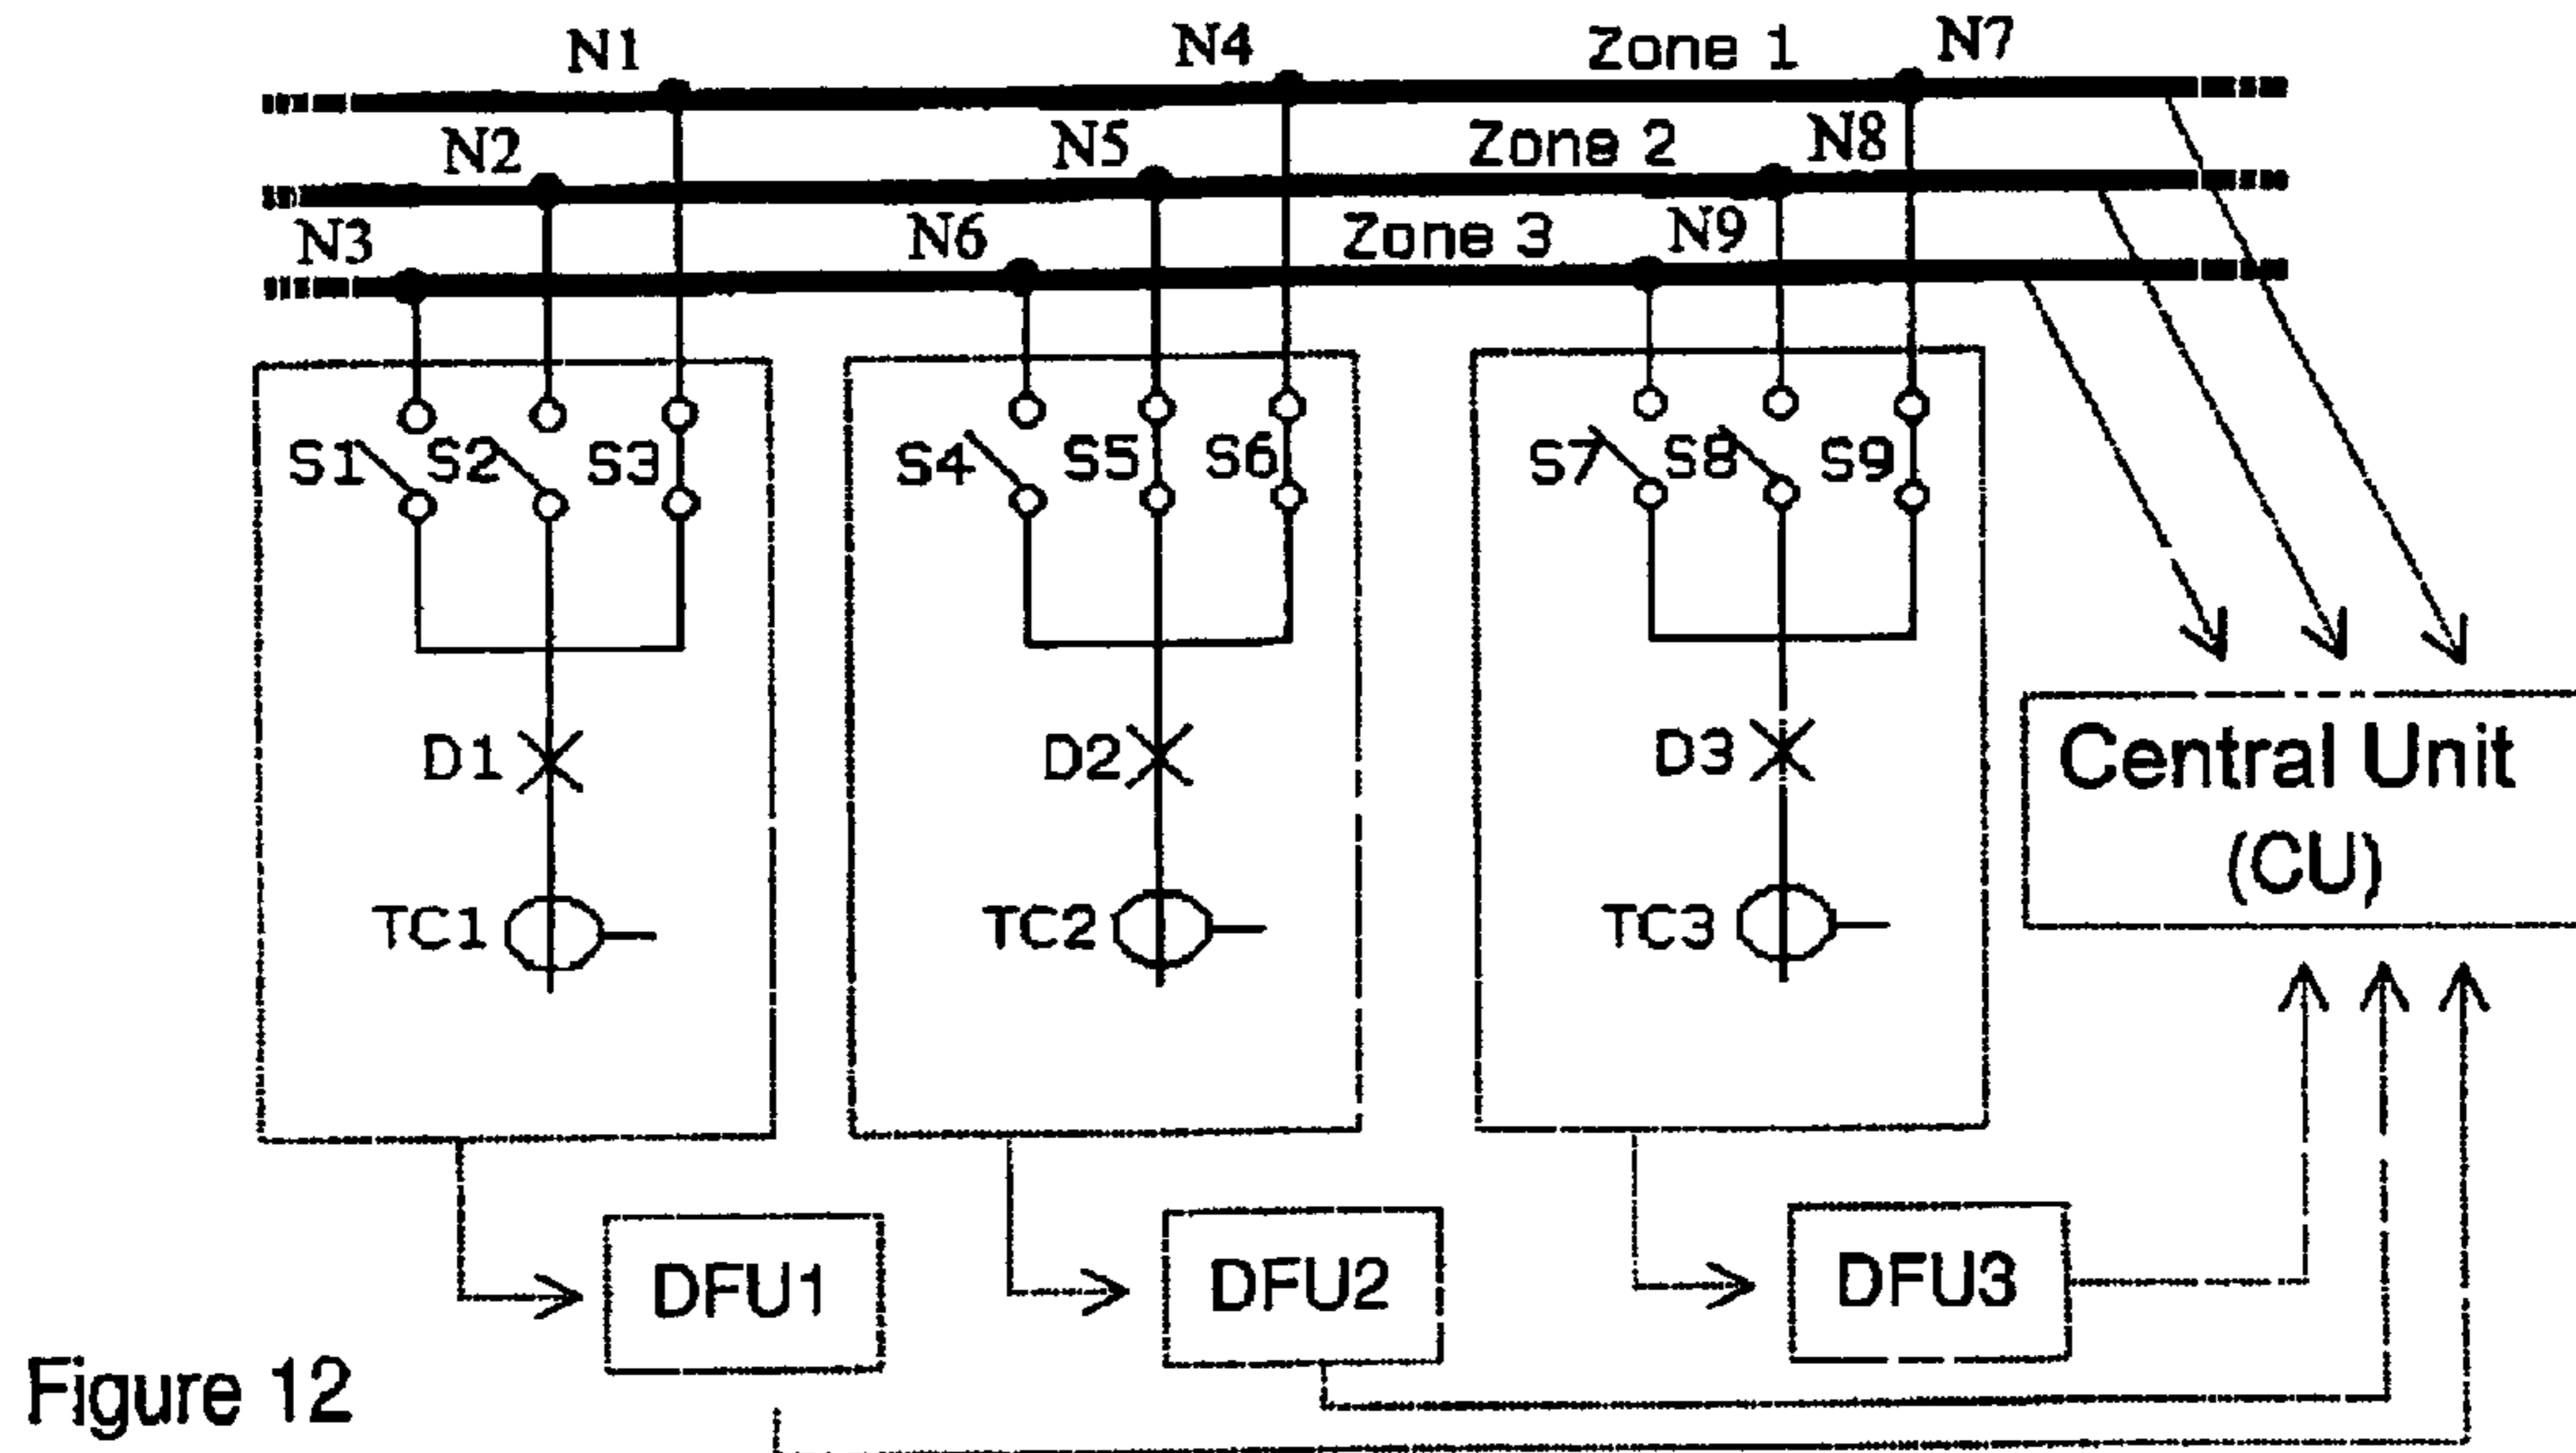 N1 N4 Zone 1 N7
N2 N5 Zone 2 N8
N3 N6 Zone 3 N9
S1 S2 S3 S4 S5 S6 S7 S8 S9
D1 D2 D3 Central Unit
(CU)
TC1 TC2 TC3
DFU1 DFU2 DFU3
Figure 12